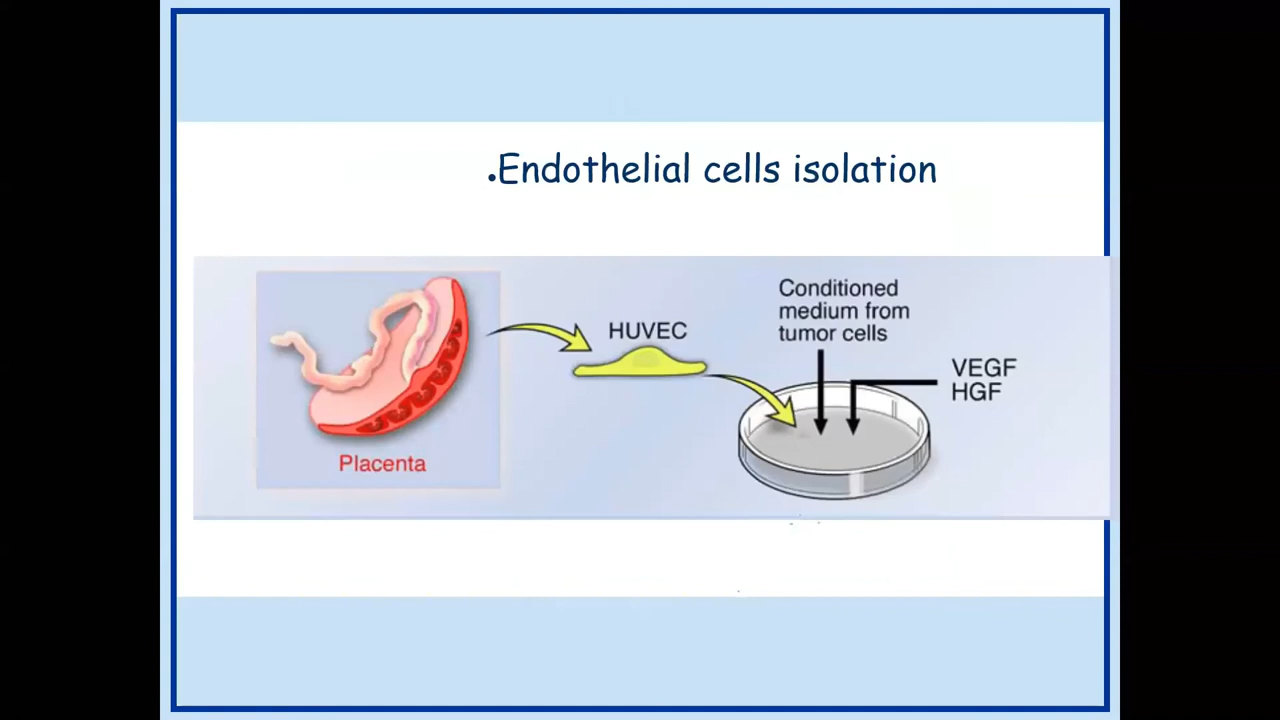 •Endothelial cells isolation
Conditioned
medium from
tumor cells
HUVEC
VEGF
HGF
Placenta